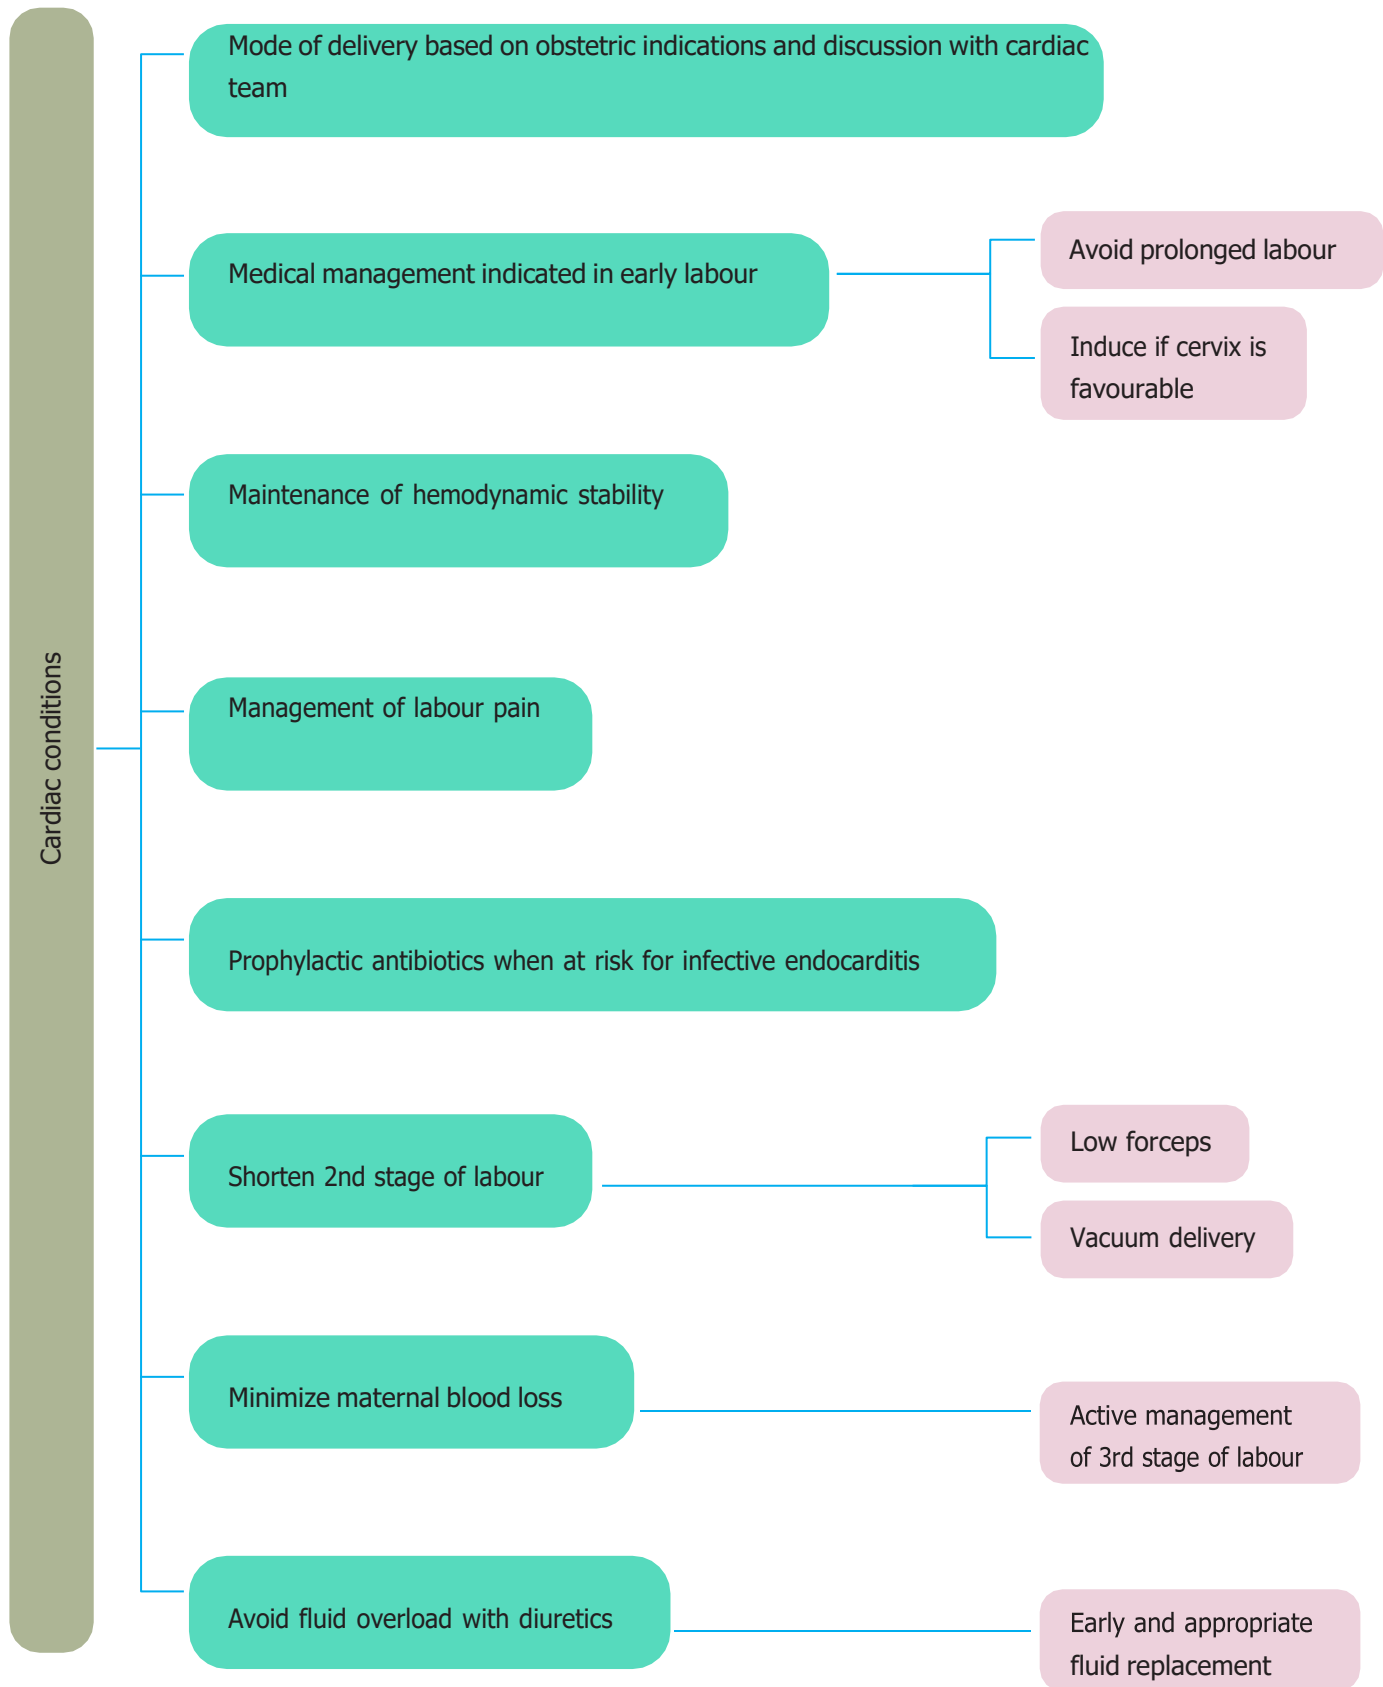 Cardiac conditions
Mode of delivery based on obstetric indications and discussion with cardiac
team
Medical management indicated in early labour
Avoid prolonged labour
Induce if cervix is
favourable
Maintenance of hemodynamic stability
Management of labour pain
Prophylactic antibiotics when at risk for infective endocarditis
Shorten 2nd stage of labour
Low forceps
Vacuum delivery
Minimize maternal blood loss
Active management
of 3rd stage of labour
Avoid fluid overload with diuretics
Early and appropriate
fluid replacement